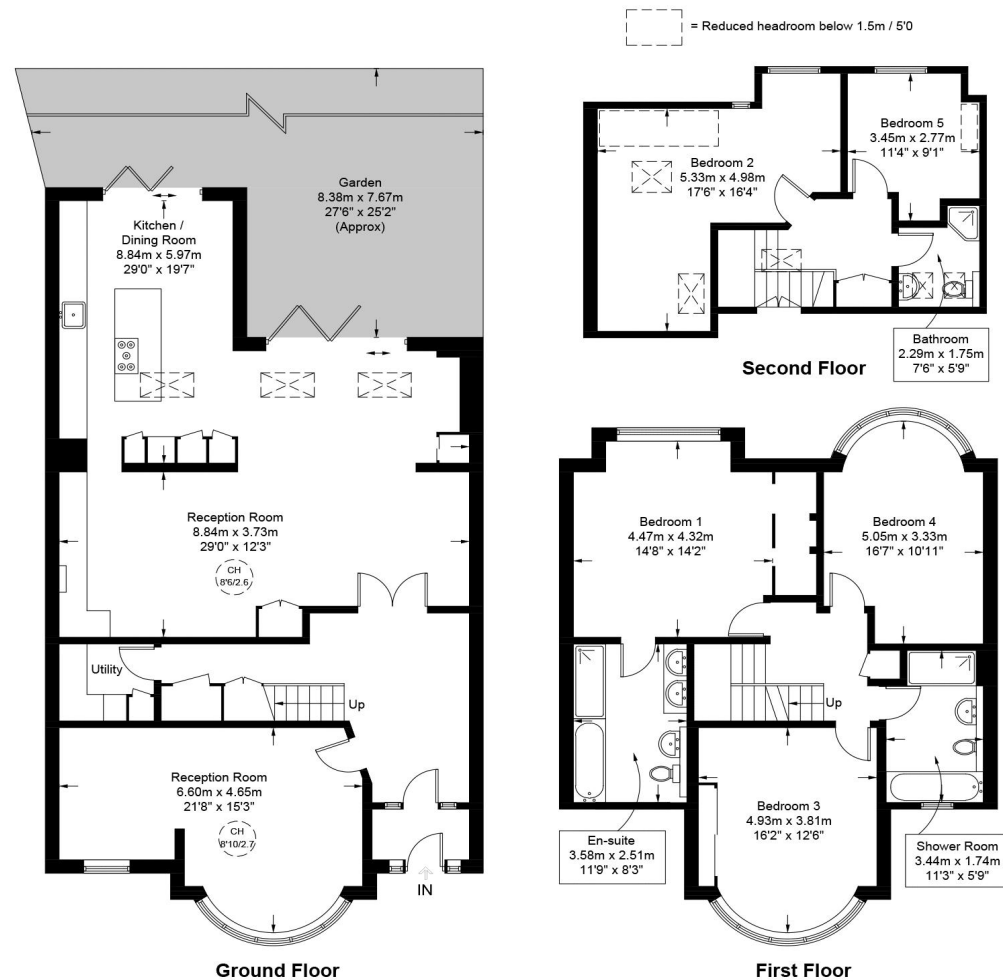 = Reduced headroom below 1.5m / 5'0
Garden
8.38m x 7.67m
27'6" x 25'2"
(Approx)
Kitchen /
Dining Room
8.84m x 5.97m
29'0" x 19'7"
Reception Room
8.84m x 3.73m
29'0" x 12'3"
CH
8'6/2.6
Utility
Up
Reception Room
6.60m x 4.65m
21'8" x 15'3"
CH
8'10/2.7
IN
Ground Floor
Bedroom 2
5.33m x 4.98m
17'6" x 16'4"
Bedroom 5
3.45m x 2.77m
11'4" x 9'1"
Bathroom
2.29m x 1.75m
7'6" x 5'9"
Second Floor
Bedroom 1
4.47m x 4.32m
14'8" x 14'2"
Bedroom 4
5.05m x 3.33m
16'7" x 10'11"
Up
Bedroom 3
4.93m x 3.81m
16'2" x 12'6"
En-suite
3.58m x 2.51m
11'9" x 8'3"
Shower Room
3.44m x 1.74m
11'3" x 5'9"
First Floor